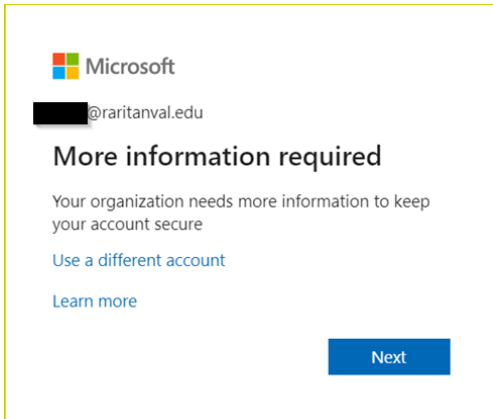 Microsoft
@raritanval.edu
More information required
Your organization needs more information to keep
your account secure
Use a different account
Learn more
Next